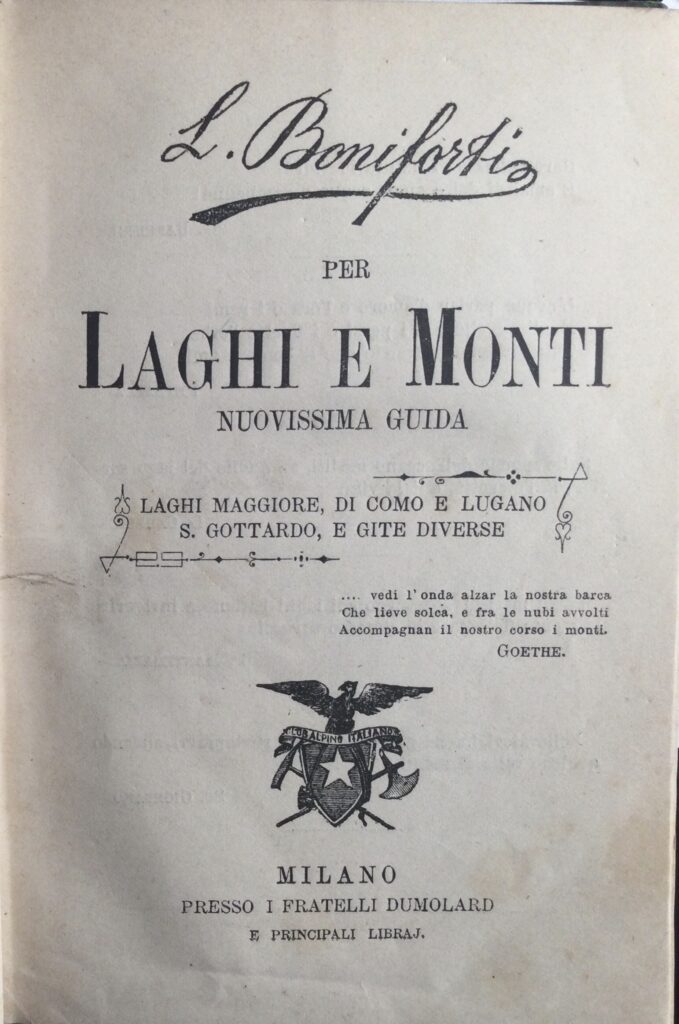 L. Boniforti
PER
LAGHI E MONTI
NUOVISSIMA GUIDA
LAGHI MAGGIORE, DI COMO E LUGANO
S. GOTTARDO, E GITE DIVERSE
.... vedi l'onda alzar la nostra barca
Che lieve solca, e fra le nubi avvolti
Accompagnan il nostro corso i monti.
GOETHE.
CLUB ALPINO ITALIANO
MILANO
PRESSO I FRATELLI DUMOLARD
E PRINCIPALI LIBRAJ.